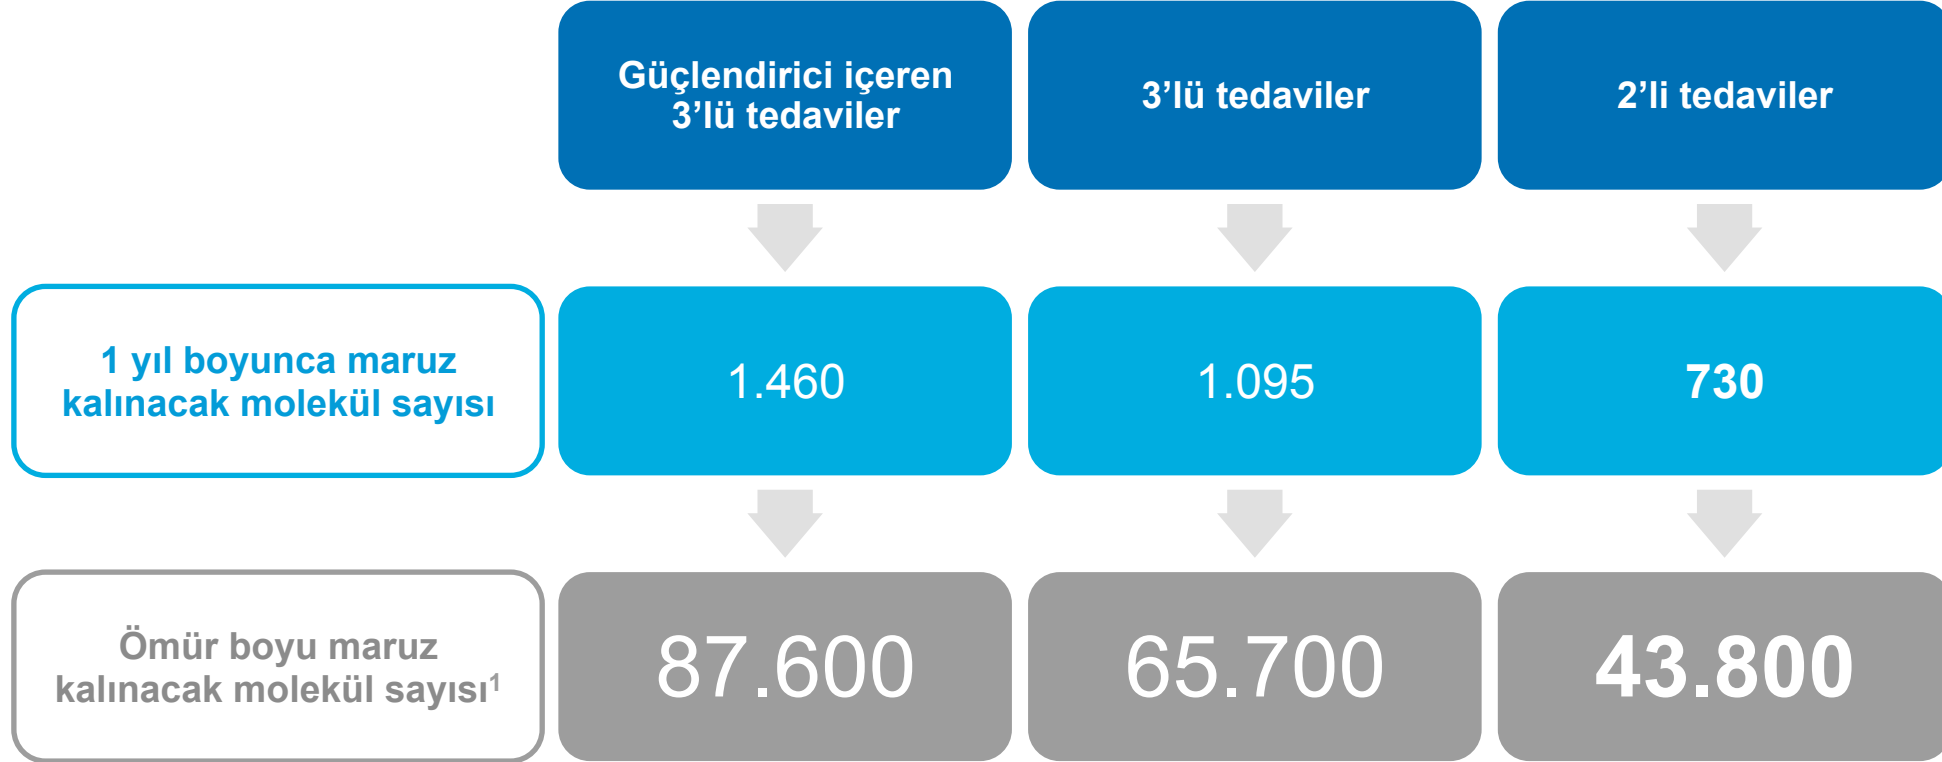 Güçlendirici içeren
3’lü tedaviler
3’lü tedaviler
2’li tedaviler
1 yıl boyunca maruz
kalınacak molekül sayısı
1.460
1.095
730
Ömür boyu maruz
kalınacak molekül sayısı¹
87.600
65.700
43.800